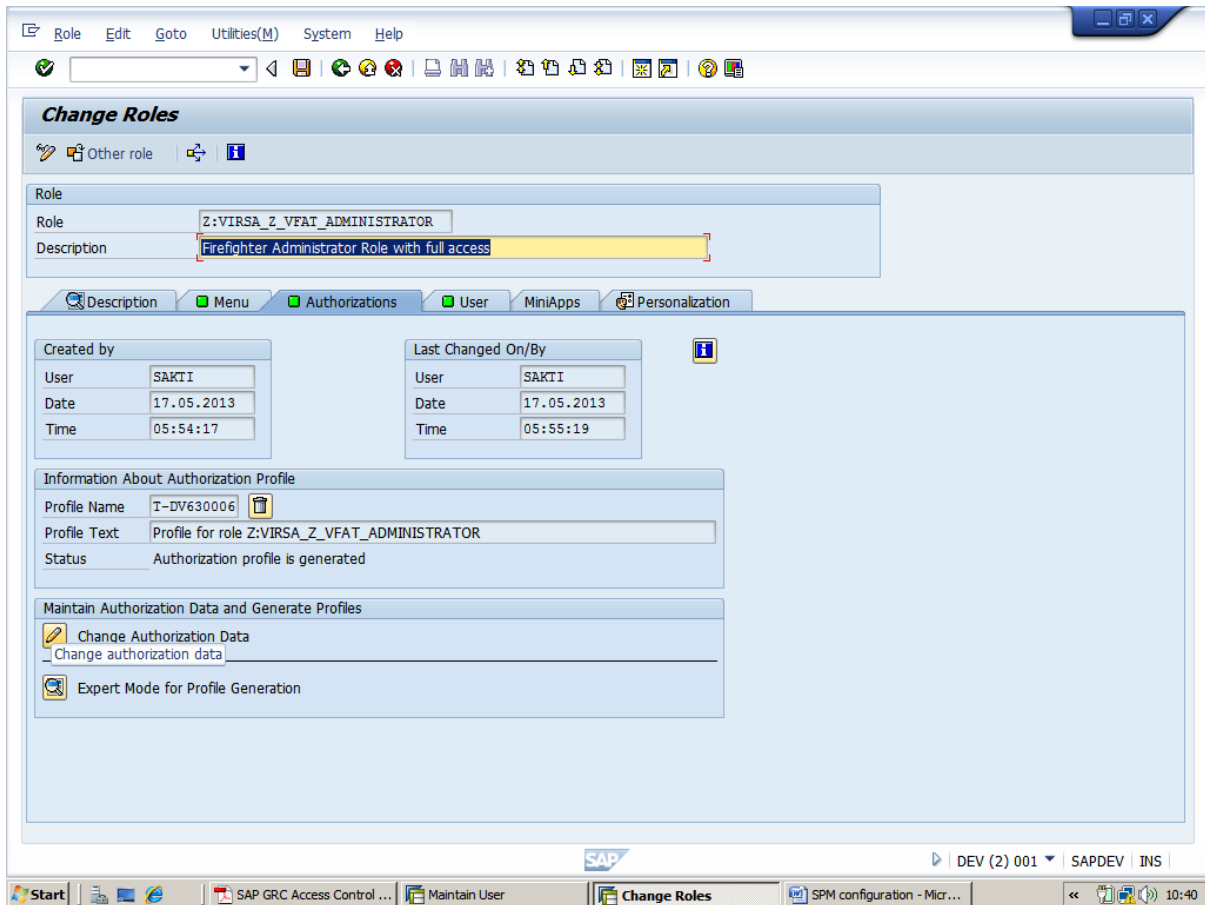 Role Edit Goto Utilities(M) System Help
Change Roles
Other role
Role
Role Z:VIRSA_Z_VFAT_ADMINISTRATOR
Description Firefighter Administrator Role with full access
Description Menu Authorizations User MiniApps Personalization
Created by Last Changed On/By
User SAKTI User SAKTI
Date 17.05.2013 Date 17.05.2013
Time 05:54:17 Time 05:55:19
Information About Authorization Profile
Profile Name T-DV630006
Profile Text Profile for role Z:VIRSA_Z_VFAT_ADMINISTRATOR
Status Authorization profile is generated
Maintain Authorization Data and Generate Profiles
Change Authorization Data
Change authorization data
Expert Mode for Profile Generation
SAP DEV (2) 001 SAPDEV INS
Start SAP GRC Access Control ... Maintain User Change Roles SPM configuration - Micr... « 10:40